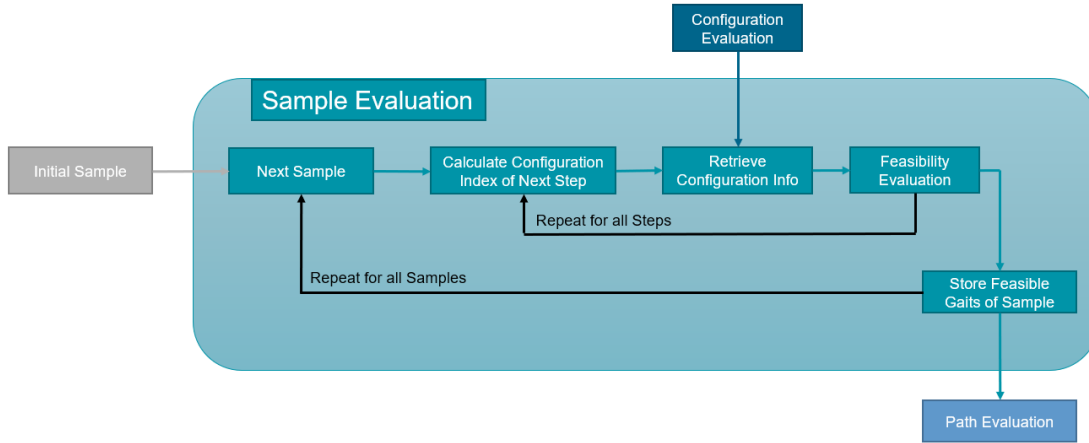 Configuration
Evaluation
Sample Evaluation
Initial Sample
Next Sample
Calculate Configuration
Index of Next Step
Retrieve
Configuration Info
Feasibility
Evaluation
Repeat for all Steps
Repeat for all Samples
Store Feasible
Gaits of Sample
Path Evaluation